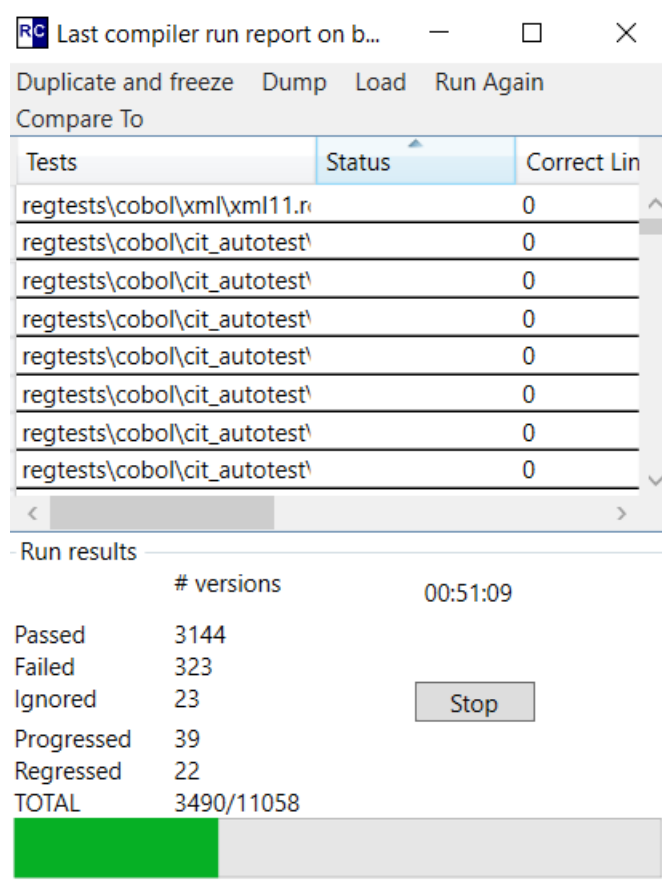 RC Last compiler run report on b...
Duplicate and freeze Dump Load Run Again
Compare To
Tests Status Correct Lin
regtests\cobol\xml\xml11.r 0
regtests\cobol\cit_autotest\ 0
regtests\cobol\cit_autotest\ 0
regtests\cobol\cit_autotest\ 0
regtests\cobol\cit_autotest\ 0
regtests\cobol\cit_autotest\ 0
regtests\cobol\cit_autotest\ 0
regtests\cobol\cit_autotest\ 0
Run results
# versions 00:51:09
Passed 3144
Failed 323
Ignored 23 Stop
Progressed 39
Regressed 22
TOTAL 3490/11058